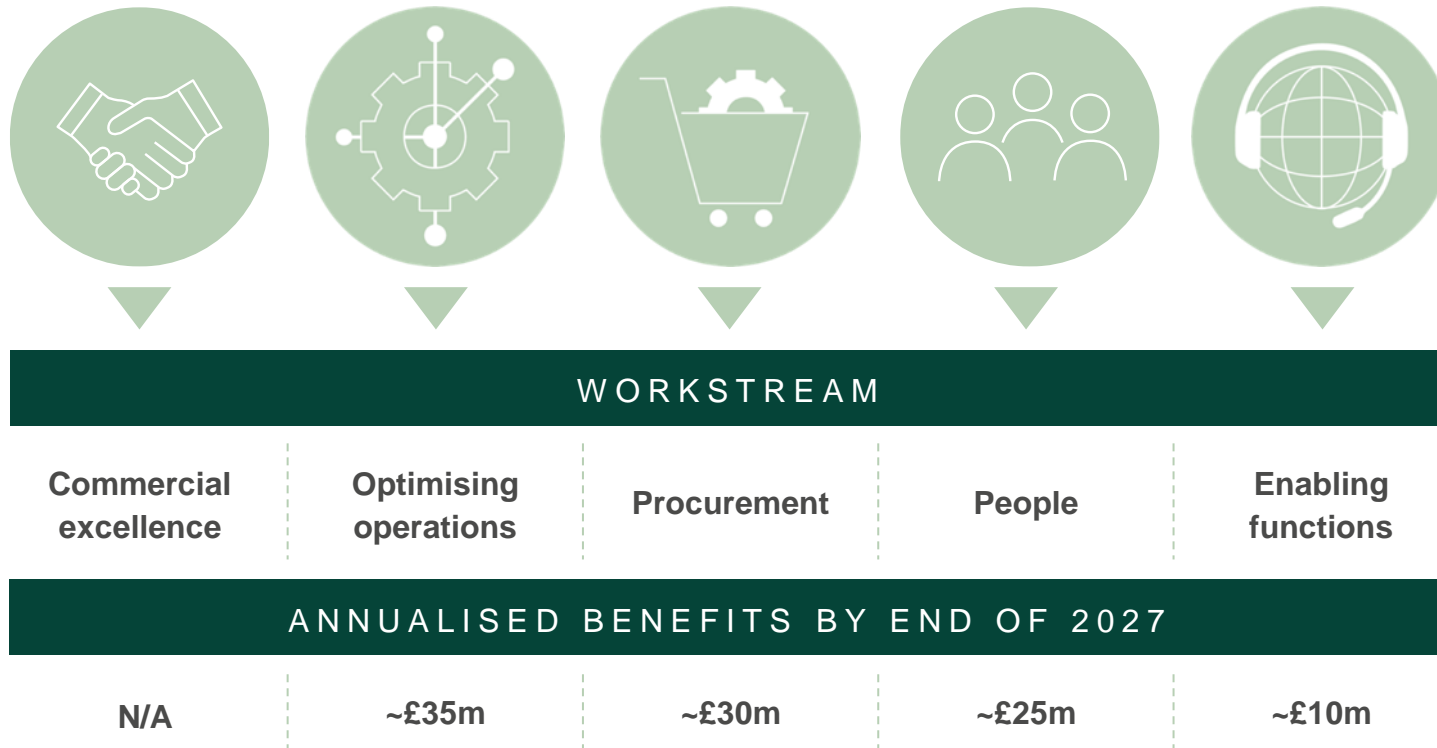 WORKSTREAM
Commercial
excellence
Optimising
operations
Procurement
People
Enabling
functions
ANNUALISED BENEFITS BY END OF 2027
N/A
~£35m
~£30m
~£25m
~£10m